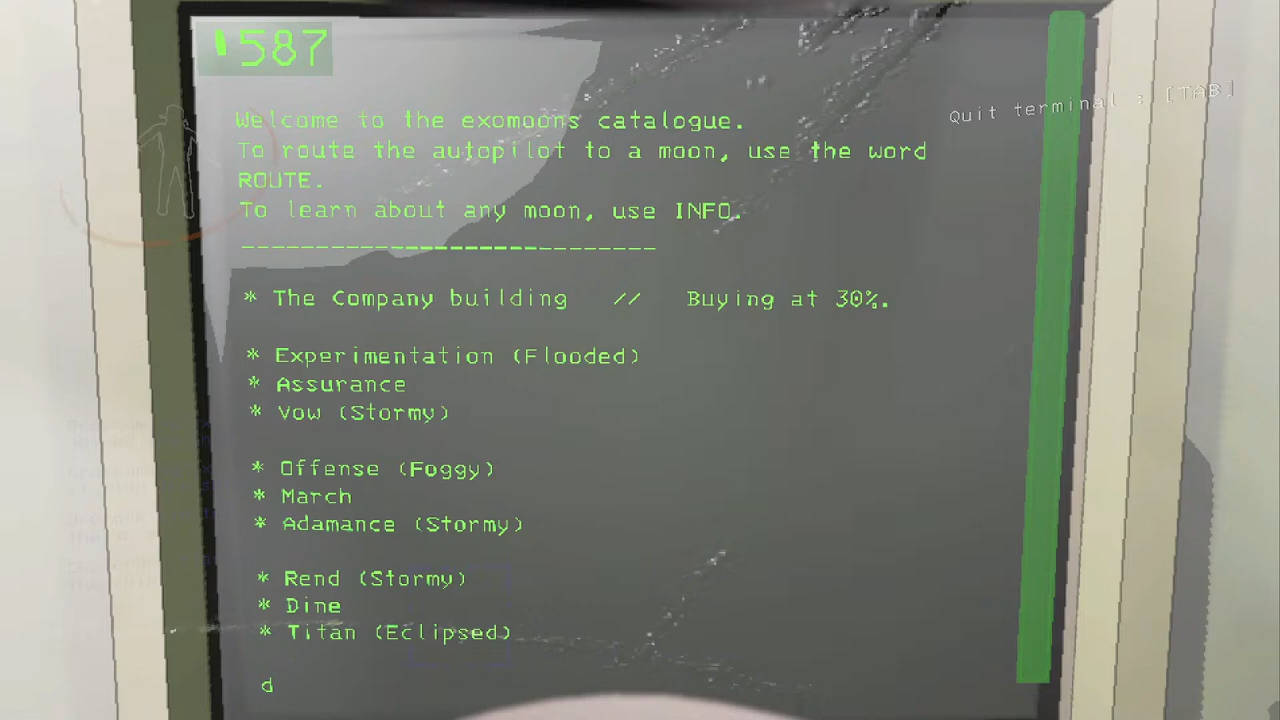 ▮587
Welcome to the exomoons catalogue.
Quit terminal : [TAB]
To route the autopilot to a moon, use the word
ROUTE.
To learn about any moon, use INFO.
----------------------------
* The Company building // Buying at 30%.
* Experimentation (Flooded)
* Assurance
* Vow (Stormy)
* Offense (Foggy)
* March
* Adamance (Stormy)
* Rend (Stormy)
* Dine
* Titan (Eclipsed)
d